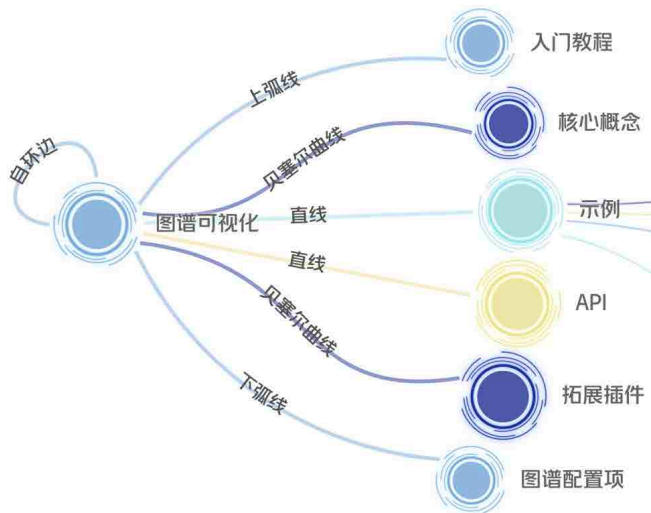 入门教程
上弧线
核心概念
贝塞尔曲线
自环边
图谱可视化
直线
示例
直线
API
贝塞尔曲线
拓展插件
下弧线
图谱配置项